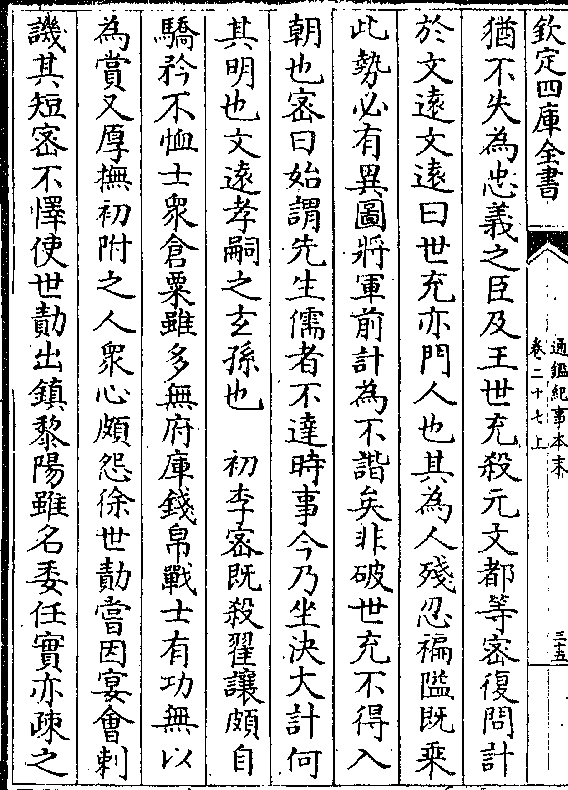 欽定四庫全書
通鑑紀事本末
卷二十七上
三十五
猶不失為忠義之臣及王世充殺元文都等密復問計
於文遠文遠曰世充亦門人也其為人殘忍褊隘既乗
此勢必有異圖將軍前計為不諧矣非破世充不得入
朝也密曰始謂先生儒者不達時事今乃坐決大計何
其明也文遠孝嗣之玄孫也　初李密既殺翟讓頗自
驕矜不恤士衆倉粟雖多無府庫錢帛戰士有功無以
為賞又厚撫初附之人衆心頗怨徐世勣嘗因宴㑹刺
譏其短密不懌使世勣出鎮黎陽雖名委任實亦疎之